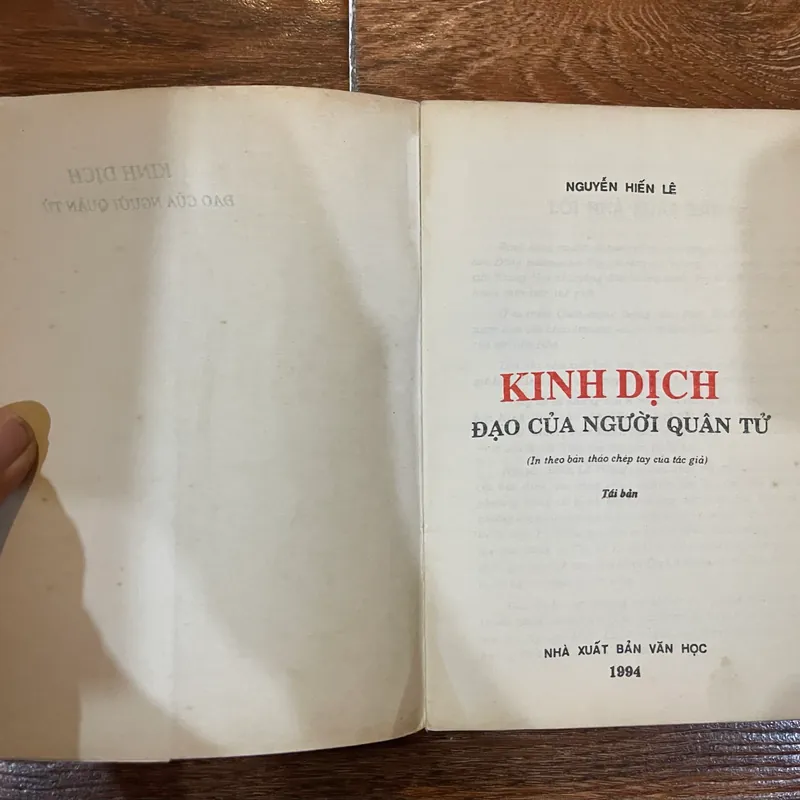 KINH DỊCH
ĐẠO CỦA NGƯỜI QUÂN TỬ
NGUYỄN HIẾN LÊ
KINH DỊCH
ĐẠO CỦA NGƯỜI QUÂN TỬ
(In theo bản thảo chép tay của tác giả)
Tái bản
NHÀ XUẤT BẢN VĂN HỌC
1994